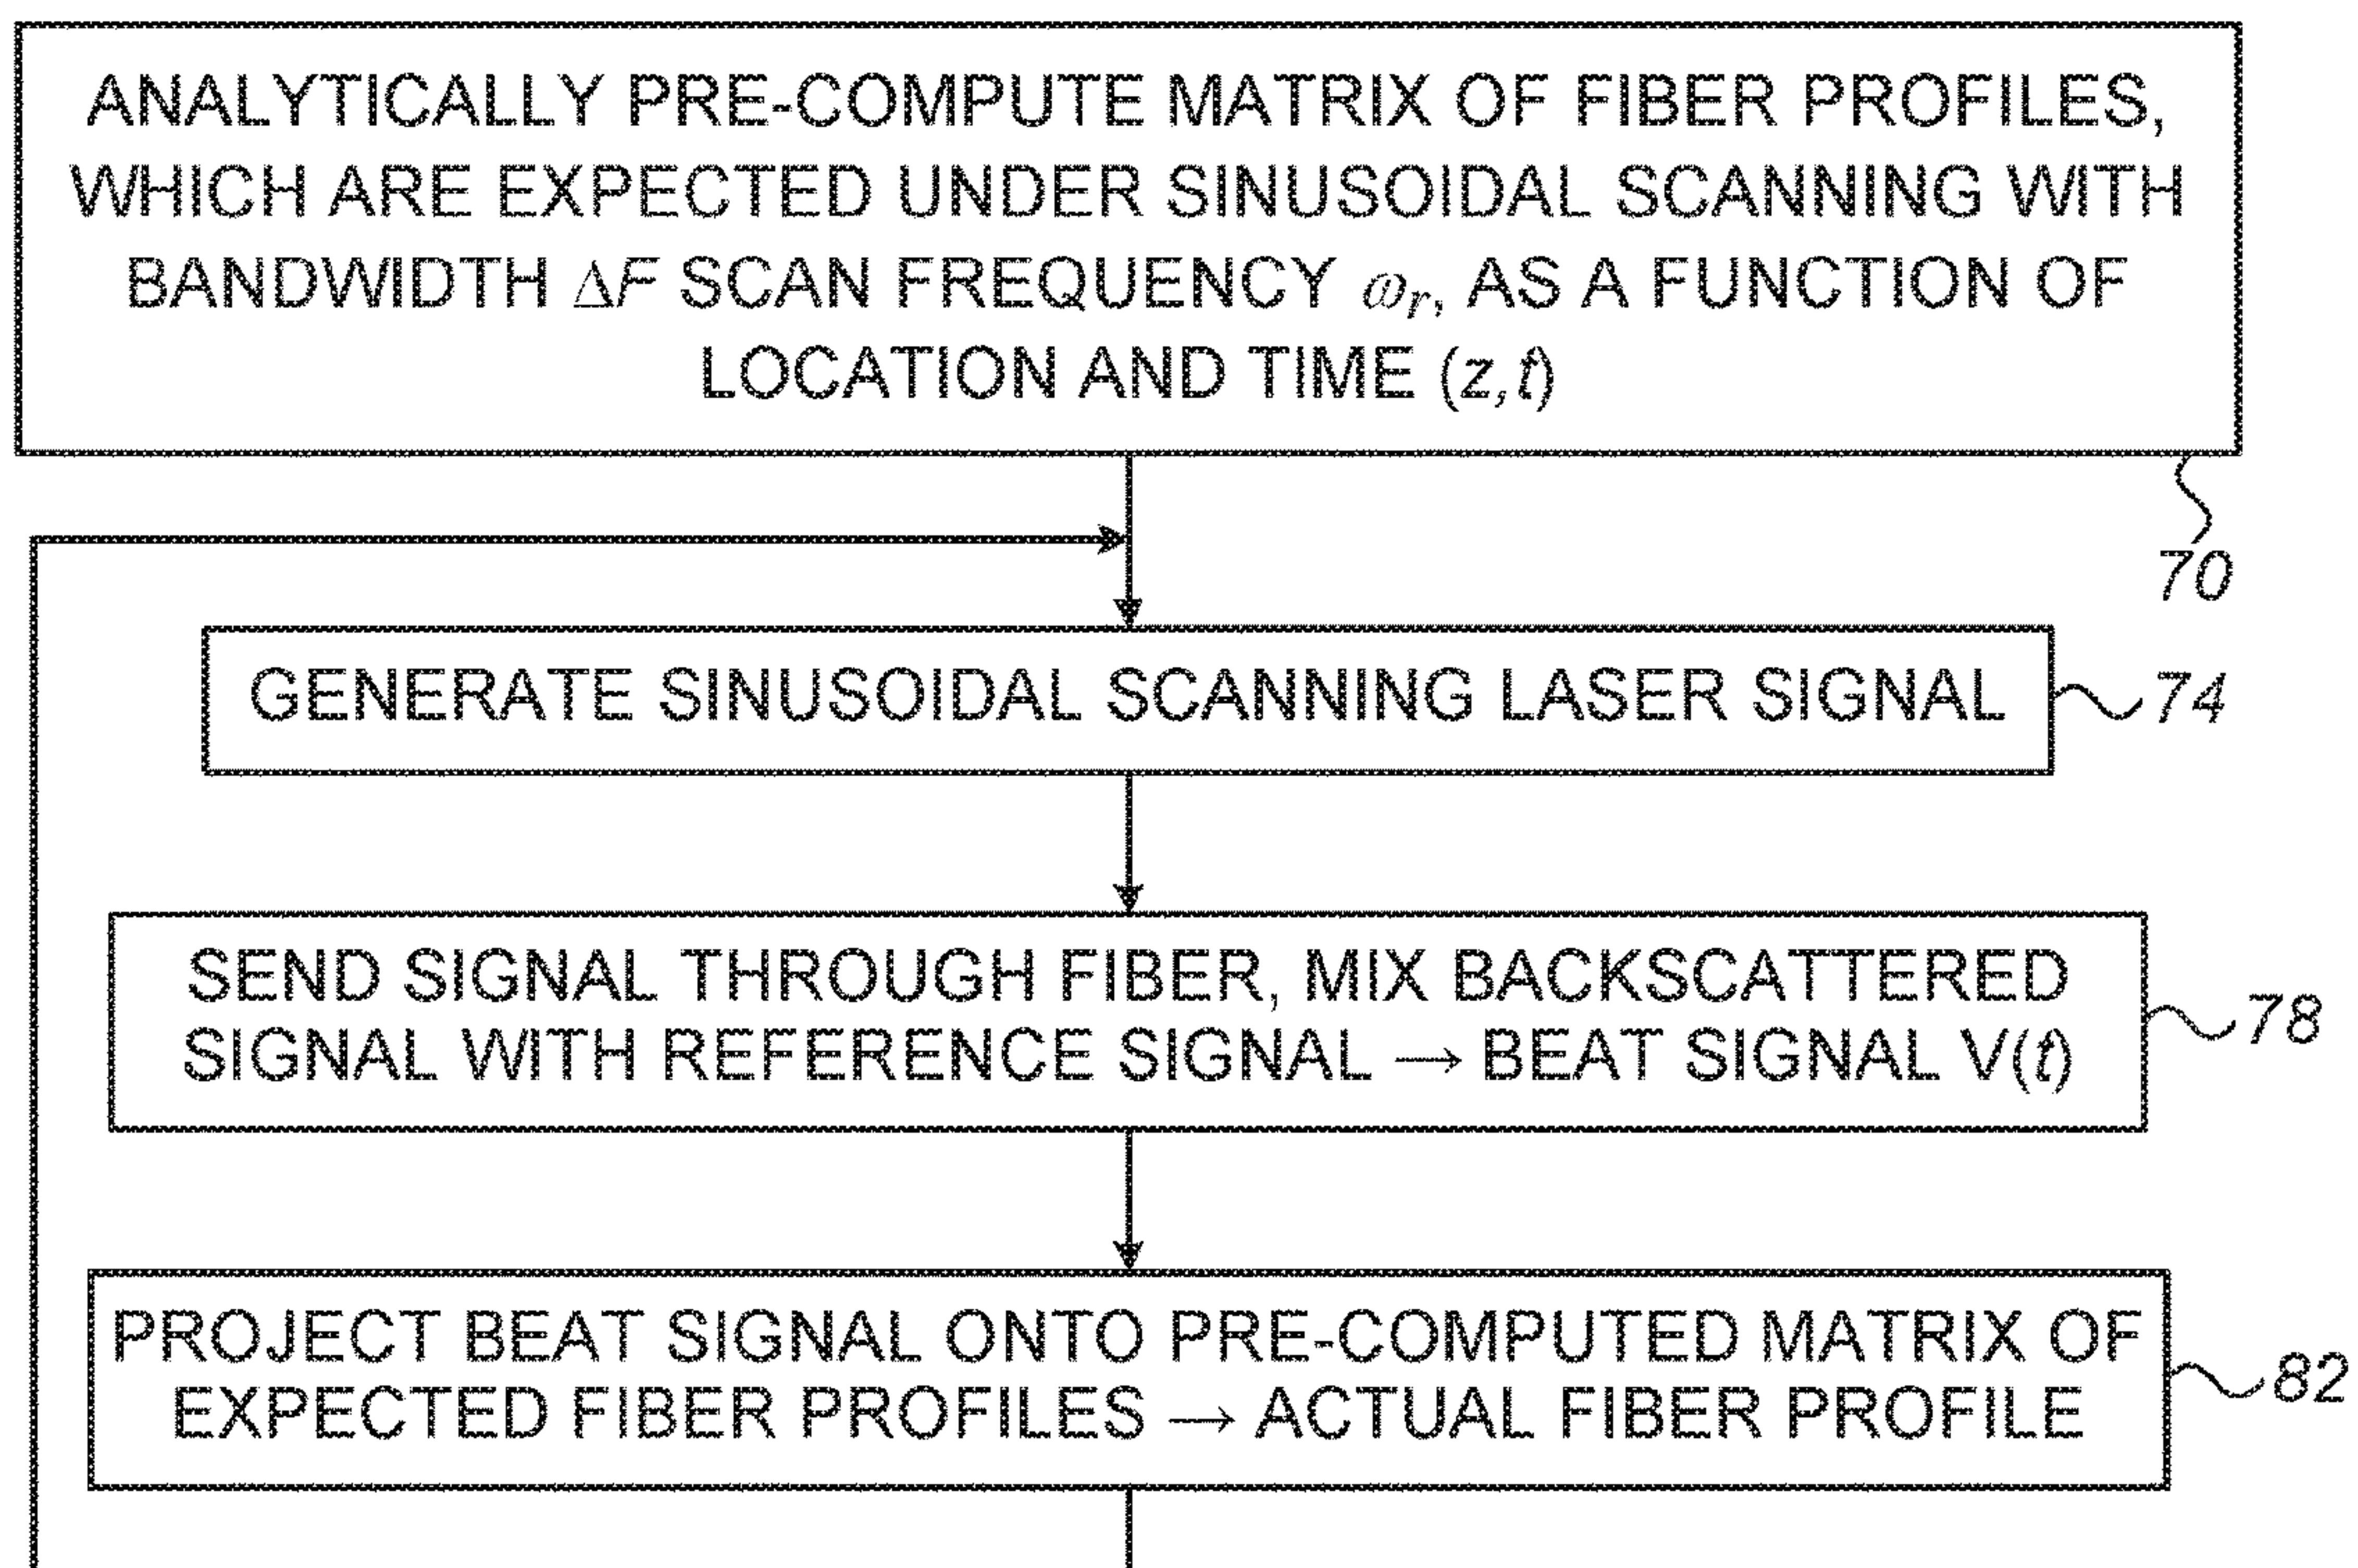 ANALYTICALLY PRE-COMPUTE MATRIX OF FIBER PROFILES,
WHICH ARE EXPECTED UNDER SINUSOIDAL SCANNING WITH
BANDWIDTH ΔF SCAN FREQUENCY ωr, AS A FUNCTION OF
LOCATION AND TIME (z,t)
70
GENERATE SINUSOIDAL SCANNING LASER SIGNAL
74
SEND SIGNAL THROUGH FIBER, MIX BACKSCATTERED
SIGNAL WITH REFERENCE SIGNAL → BEAT SIGNAL V(t)
78
PROJECT BEAT SIGNAL ONTO PRE-COMPUTED MATRIX OF
EXPECTED FIBER PROFILES → ACTUAL FIBER PROFILE
82